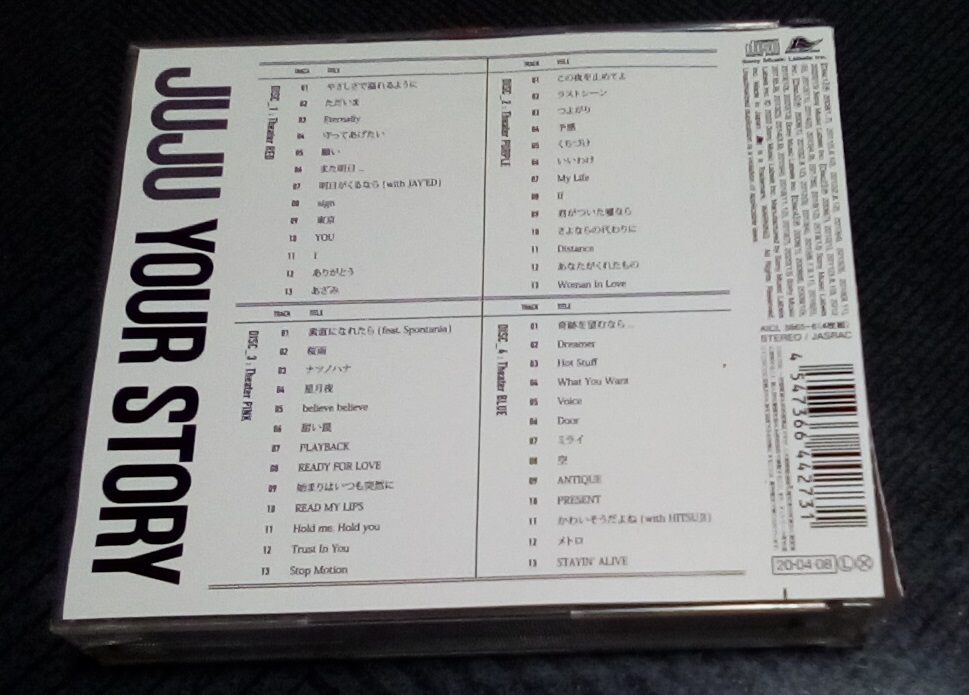 JUJU YOUR STORY
DISC_1 : Theater RED
TRACK TITLE
01 やさしさで溢れるように
02 ただいま
03 Eternally
04 守ってあげたい
05 願い
06 また明日...
07 明日がくるなら (with JAY'ED)
08 sign
09 東京
10 YOU
11 I
12 ありがとう
13 あざみ
DISC_2 : Theater PURPLE
TRACK TITLE
01 この夜を止めてよ
02 ラストシーン
03 つよがり
04 予感
05 くちづけ
06 いいわけ
07 My Life
08 If
09 君がついた嘘なら
10 さよならの代わりに
11 Distance
12 あなたがくれたもの
13 Woman In Love
DISC_3 : Theater PINK
TRACK TITLE
01 素直になれたら (feat. Spontania)
02 桜雨
03 ナツノハナ
04 星月夜
05 believe believe
06 甘い罠
07 PLAYBACK
08 READY FOR LOVE
09 始まりはいつも突然に
10 READ MY LIPS
11 Hold me, Hold you
12 Trust In You
13 Stop Motion
DISC_4 : Theater BLUE
TRACK TITLE
01 奇跡を望むなら...
02 Dreamer
03 Hot Stuff
04 What You Want
05 Voice
06 Door
07 ミライ
08 空
09 ANTIQUE
10 PRESENT
11 かわいそうだよね (with HITSUJI)
12 メトロ
13 STAYIN' ALIVE
Sony Music Labels Inc.
Unauthorized duplication is a violation of applicable laws.
STEREO / JASRAC
4 547366 442731
20·04·08 L X